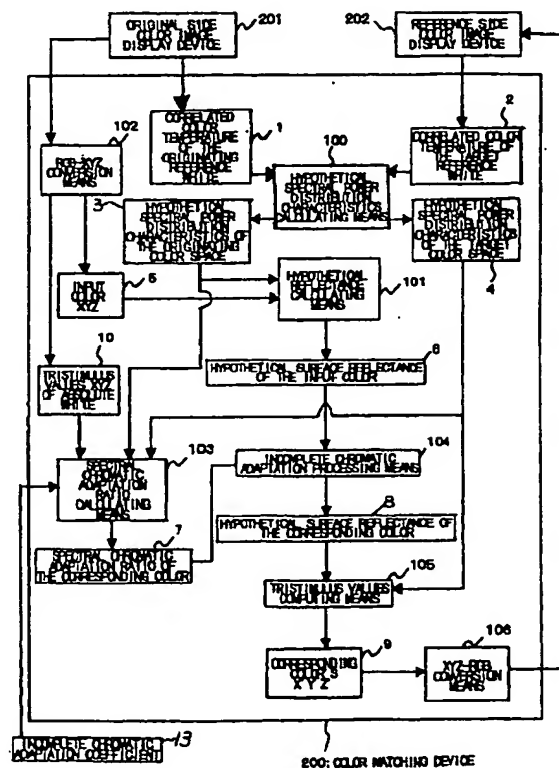 201
ORIGINAL SIDE
COLOR IMAGE
DISPLAY DEVICE
202
REFERENCE SIDE
COLOR IMAGE
DISPLAY DEVICE
102
RGB-XYZ
CONVERSION
MEANS
CORRELATED
COLOR
TEMPERATURE
OF THE
ORIGINATING
REFERENCE
WHITE
1
100
HYPOTHETICAL
SPECTRAL POWER
DISTRIBUTION
CHARACTERISTICS
CALCULATING MEANS
2
CORRELATED COLOR
TEMPERATURE OF
THE TARGET
REFERENCE
WHITE
3
HYPOTHETICAL
SPECTRAL POWER
DISTRIBUTION
CHARACTERISTICS
OF THE ORIGINATING
COLOR SPACE
HYPOTHETICAL
SPECTRAL POWER
DISTRIBUTION
CHARACTERISTICS
OF THE TARGET
COLOR SPACE
4
5
INPUT
COLOR
XYZ
HYPOTHETICAL
REFLECTANCE
CALCULATING
MEANS
101
10
TRISTIMULUS
VALUES XYZ
OF ABSOLUTE
WHITE
6
HYPOTHETICAL SURFACE REFLECTANCE
OF THE INPUT COLOR
103
SPECTRAL
CHROMATIC
ADAPTATION
RATIO
CALCULATING
MEANS
104
INCOMPLETE CHROMATIC
ADAPTATION PROCESSING MEANS
8
HYPOTHETICAL SURFACE REFLECTANCE OF
THE CORRESPONDING COLOR
7
SPECTRAL CHROMATIC
ADAPTATION RATIO OF
THE CORRESPONDING COLOR
105
TRISTIMULUS VALUES
COMPUTING MEANS
9
CORRESPONDING
COLOR'S
X Y Z
106
XYZ-RGB
CONVERSION
MEANS
13
INCOMPLETE CHROMATIC
ADAPTATION COEFFICIENT
200; COLOR MATCHING DEVICE